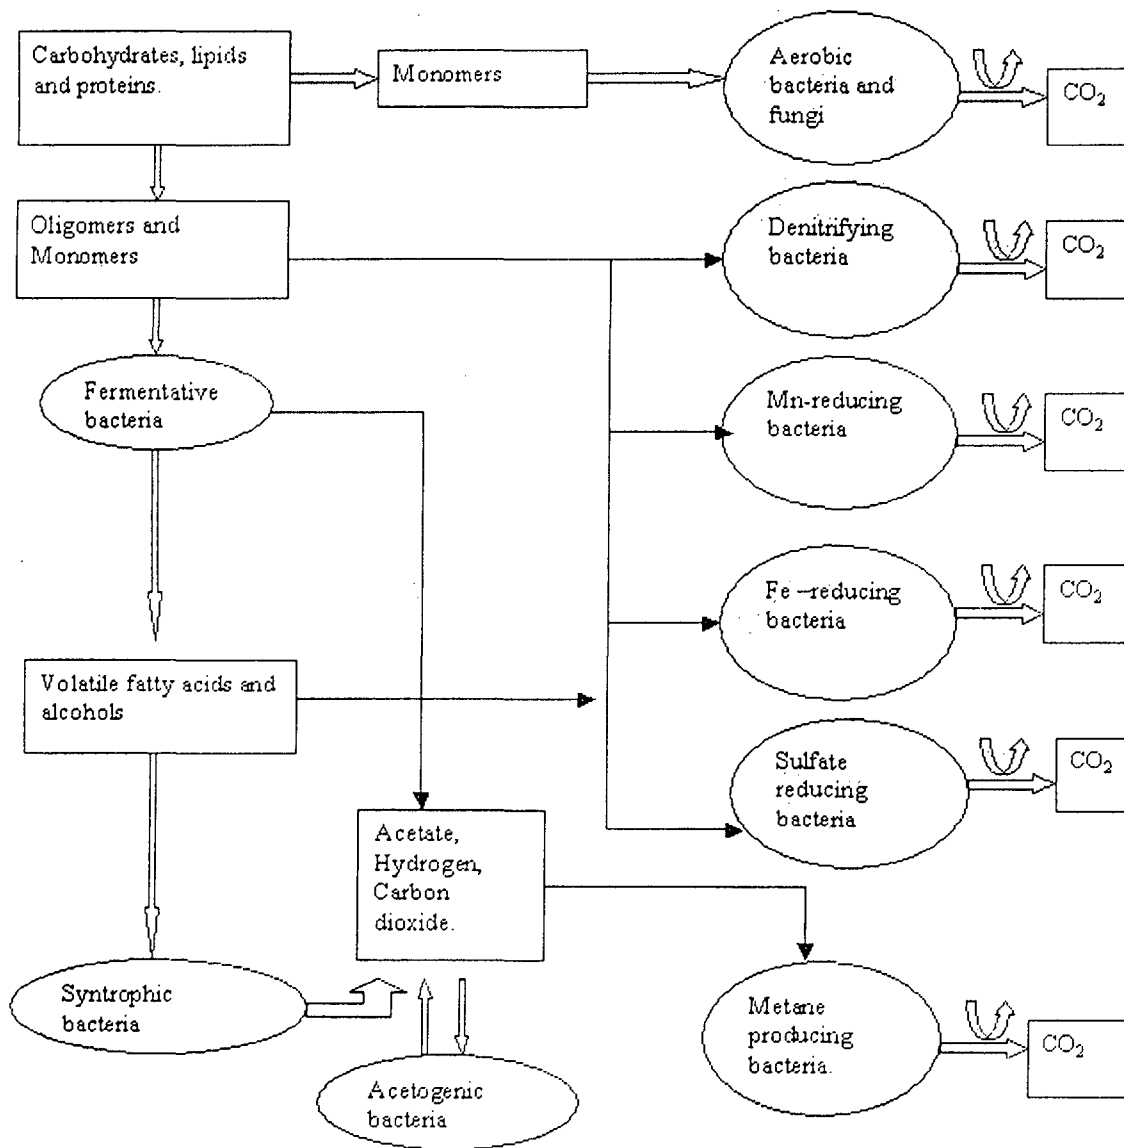 Carbohydrates, lipids
and proteins.
Monomers
Aerobic
bacteria and
fungi
CO₂
Oligomers and
Monomers
Denitrifying
bacteria
CO₂
Fermentative
bacteria
Mn-reducing
bacteria
CO₂
Fe –reducing
bacteria
CO₂
Volatile fatty acids and
alcohols
Sulfate
reducing
bacteria
CO₂
Acetate,
Hydrogen,
Carbon
dioxide.
Syntrophic
bacteria
Metane
producing
bacteria.
CO₂
Acetogenic
bacteria